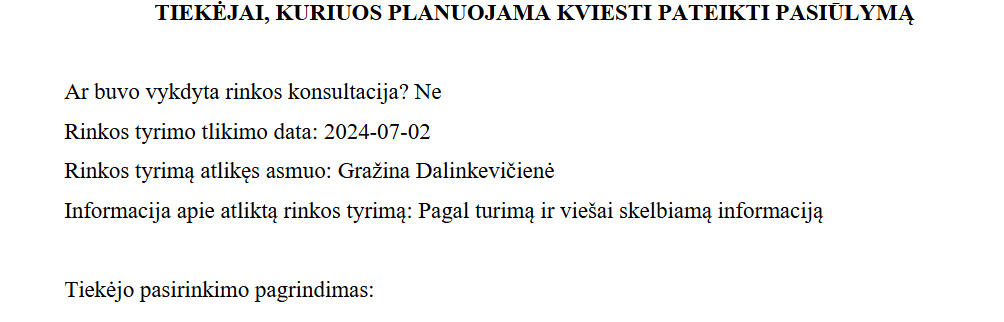 TIEKĖJAI, KURIUOS PLANUOJAMA KVIESTI PATEIKTI PASIŪLYMĄ
Ar buvo vykdyta rinkos konsultacija? Ne
Rinkos tyrimo tlikimo data: 2024-07-02
Rinkos tyrimą atlikęs asmuo: Gražina Dalinkevičienė
Informacija apie atliktą rinkos tyrimą: Pagal turimą ir viešai skelbiamą informaciją
Tiekėjo pasirinkimo pagrindimas: